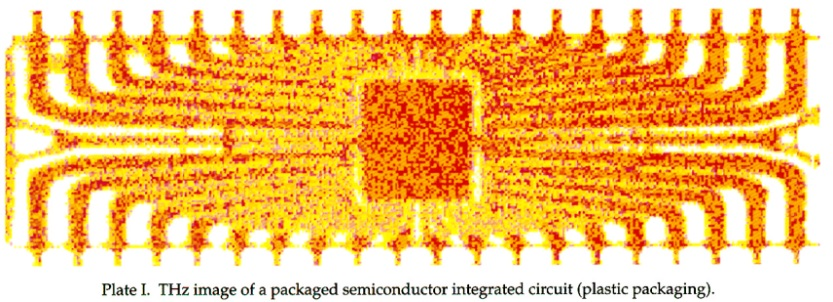 Plate I. THz image of a packaged semiconductor integrated circuit (plastic packaging).